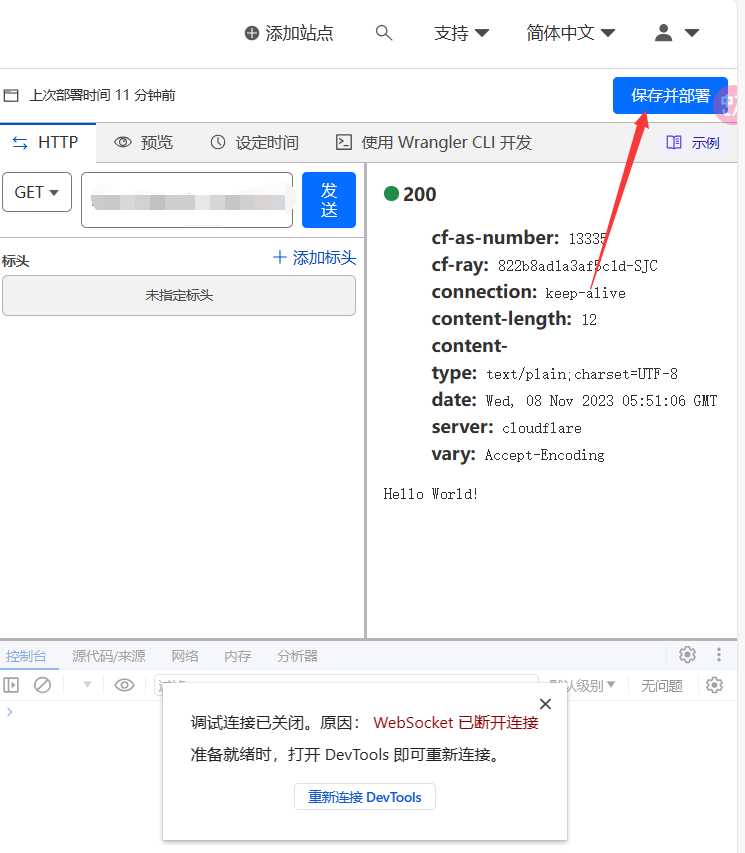 添加站点 支持 简体中文
上次部署时间 11 分钟前 保存并部署
HTTP 预览 设定时间 使用 Wrangler CLI 开发 示例
GET 发送
200
标头 添加标头
未指定标头
cf-as-number: 13335
cf-ray: 822b8ad1a3af5c1d-SJC
connection: keep-alive
content-length: 12
content-
type: text/plain;charset=UTF-8
date: Wed, 08 Nov 2023 05:51:06 GMT
server: cloudflare
vary: Accept-Encoding
Hello World!
控制台 源代码/来源 网络 内存 分析器
认级别 无问题
调试连接已关闭。原因： WebSocket 已断开连接
准备就绪时，打开 DevTools 即可重新连接。
重新连接 DevTools